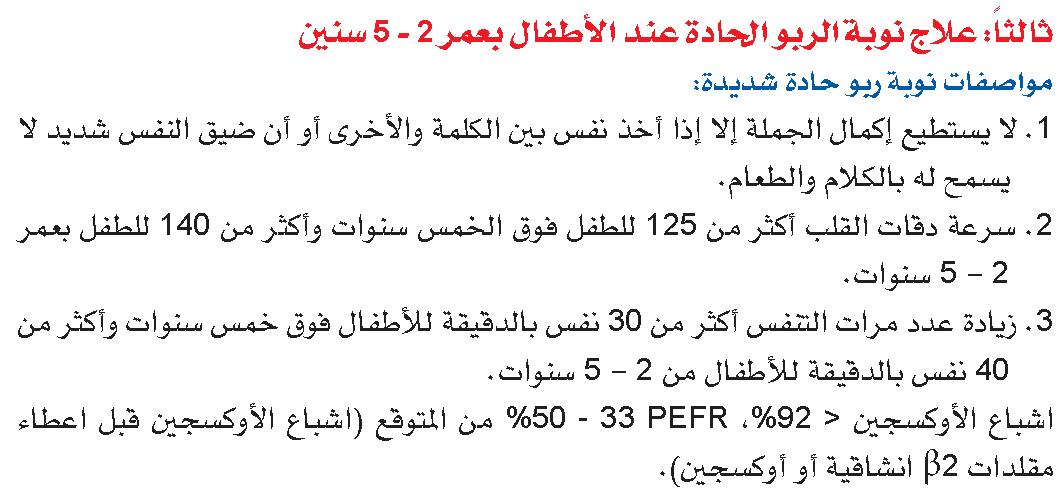 ثالثاً: علاج نوبة الربو الحادة عند الأطفال بعمر 2 - 5 سنين
مواصفات نوبة ربو حادة شديدة:
1. لا يستطيع إكمال الجملة إلا إذا أخذ نفس بين الكلمة والأخرى أو أن ضيق النفس شديد لا
يسمح له بالكلام والطعام.
2. سرعة دقات القلب أكثر من 125 للطفل فوق الخمس سنوات وأكثر من 140 للطفل بعمر
2 – 5 سنوات.
3. زيادة عدد مرات التنفس أكثر من 30 نفس بالدقيقة للأطفال فوق خمس سنوات وأكثر من
40 نفس بالدقيقة للأطفال من 2 – 5 سنوات.
اشباع الأوكسجين < 92%، PEFR 33 - 50% من المتوقع (اشباع الأوكسجين قبل اعطاء
مقلدات β2 انشاقية أو أوكسجين).